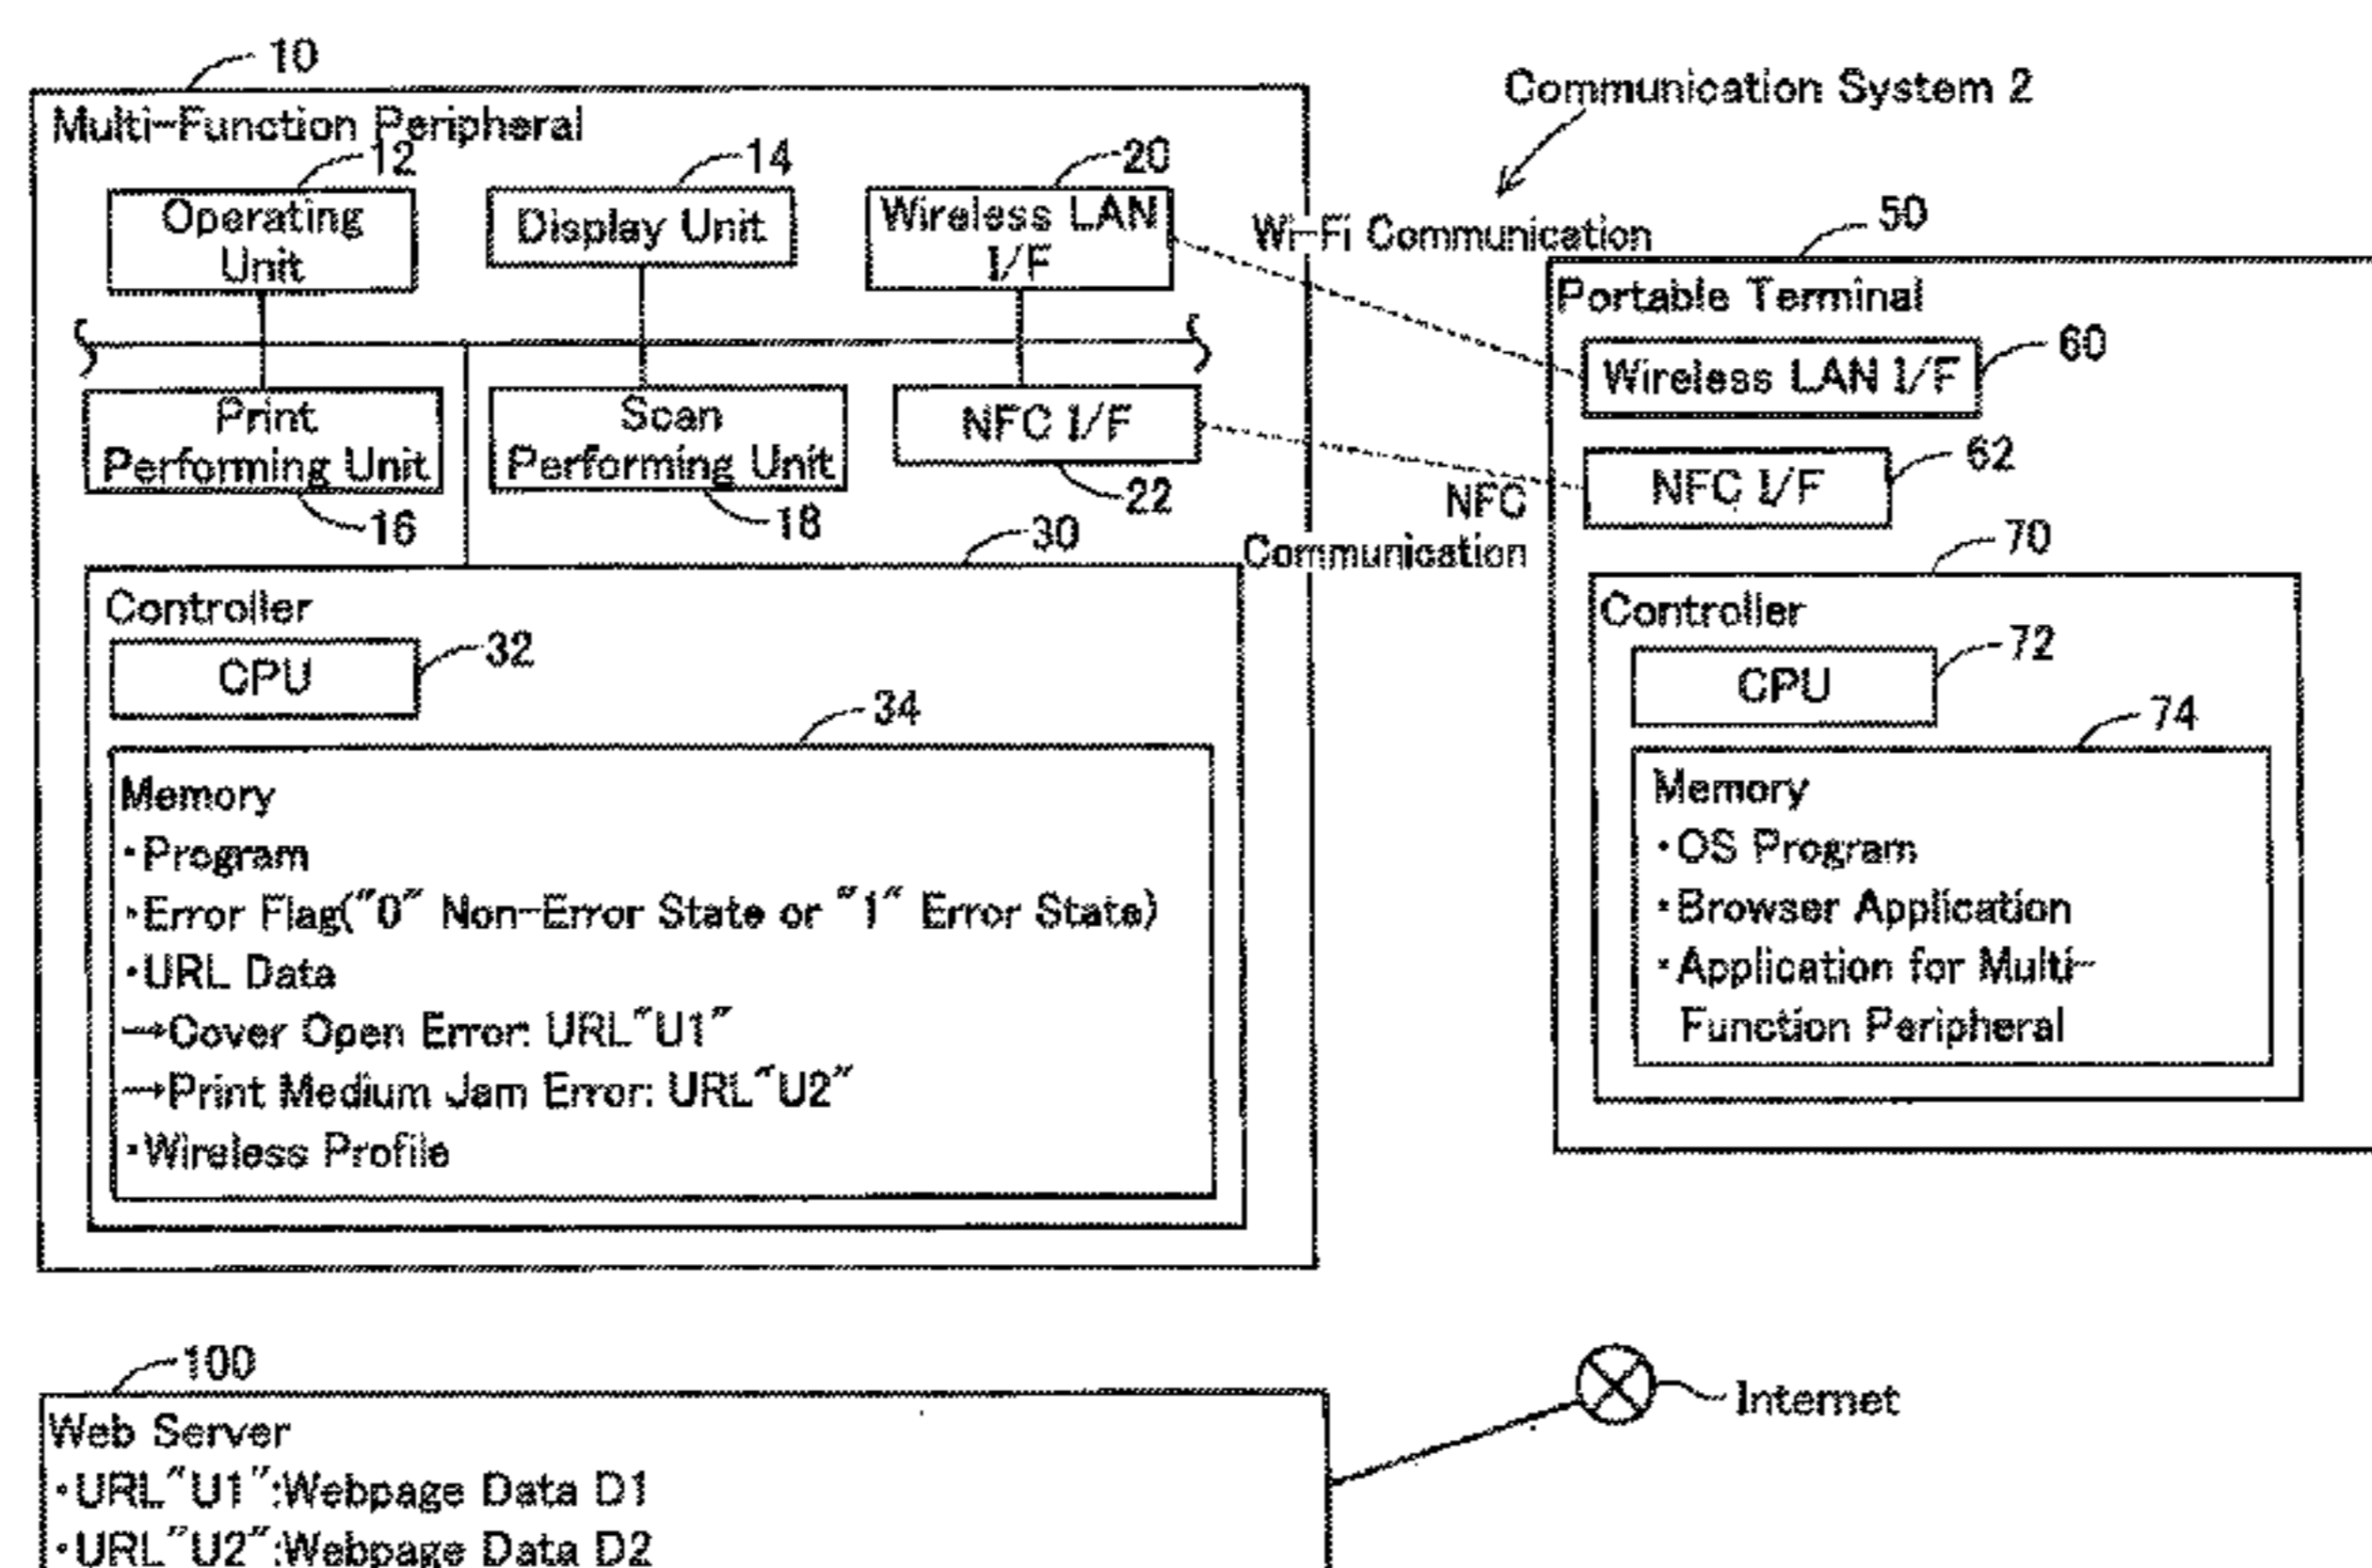 10
Multi-Function Peripheral
12
Operating
Unit
14
Display Unit
20
Wireless LAN
I/F
Print
Performing Unit
16
Scan
Performing Unit
18
NFC I/F
22
30
Controller
CPU
32
34
Memory
・Program
・Error Flag("0" Non-Error State or "1" Error State)
・URL Data
→Cover Open Error: URL"U1"
→Print Medium Jam Error: URL"U2"
・Wireless Profile
Communication System 2
Wi-Fi Communication
NFC
Communication
50
Portable Terminal
Wireless LAN I/F
60
NFC I/F
62
70
Controller
CPU
72
74
Memory
・OS Program
・Browser Application
・Application for Multi-
Function Peripheral
100
Web Server
・URL"U1":Webpage Data D1
・URL"U2":Webpage Data D2
Internet